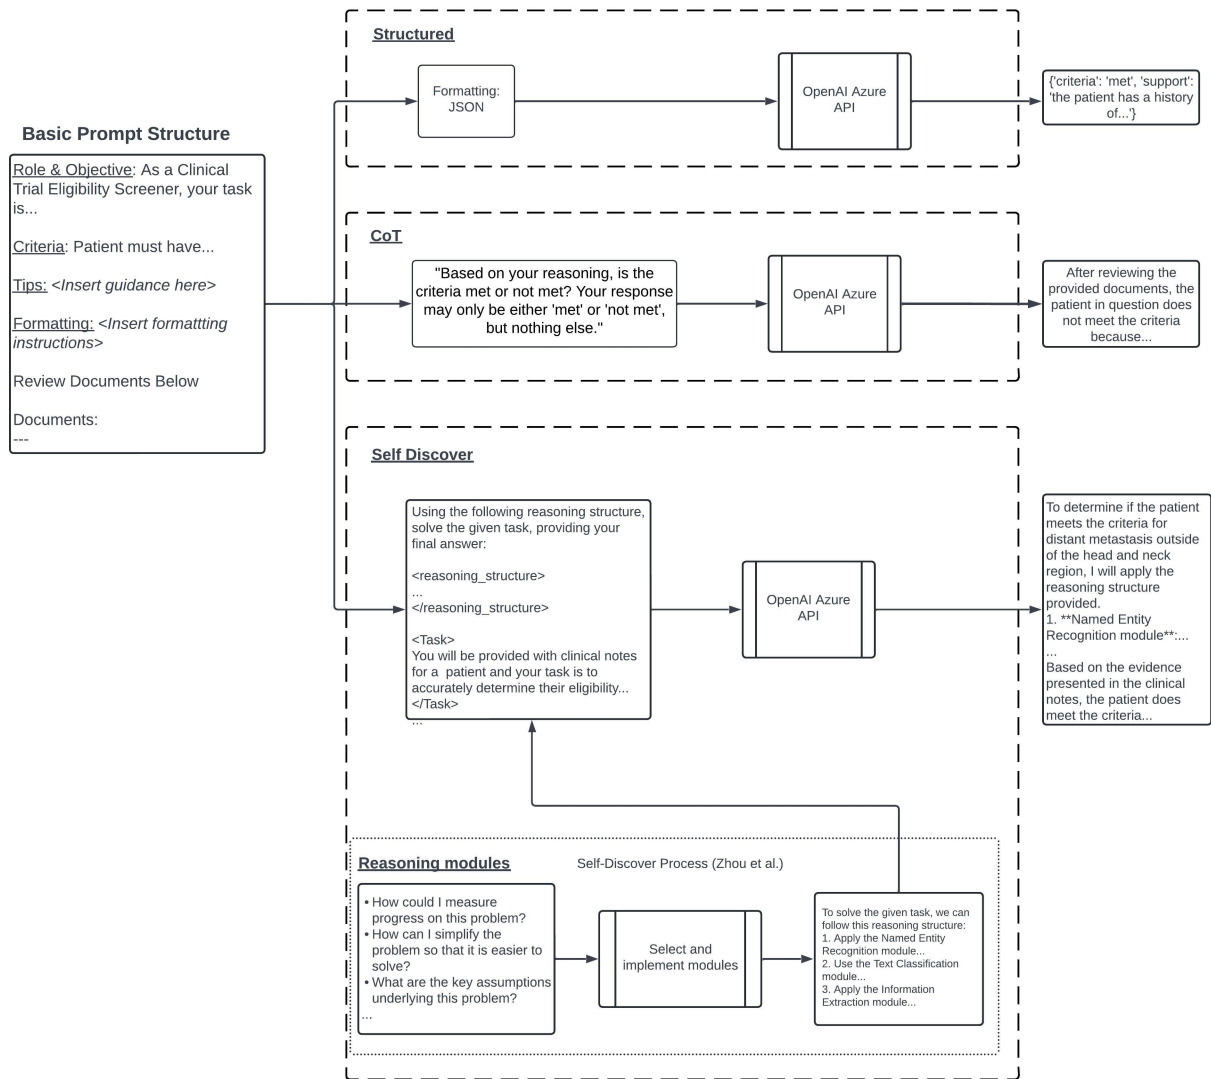 Basic Prompt Structure
Role & Objective: As a Clinical
Trial Eligibility Screener, your task
is...
Criteria: Patient must have...
Tips: <Insert guidance here>
Formatting: <Insert formattting
instructions>
Review Documents Below
Documents:
---
Structured
Formatting:
JSON
OpenAI Azure
API
{'criteria': 'met', 'support':
'the patient has a history
of...'}
CoT
"Based on your reasoning, is the
criteria met or not met? Your response
may only be either 'met' or 'not met',
but nothing else."
OpenAI Azure
API
After reviewing the
provided documents, the
patient in question does
not meet the criteria
because...
Self Discover
Using the following reasoning structure,
solve the given task, providing your
final answer:
<reasoning_structure>
...
</reasoning_structure>
<Task>
You will be provided with clinical notes
for a  patient and your task is to
accurately determine their eligibility...
</Task>
...
OpenAI Azure
API
To determine if the patient
meets the criteria for
distant metastasis outside
of the head and neck
region, I will apply the
reasoning structure
provided.
1. **Named Entity
Recognition module**:...
...
Based on the evidence
presented in the clinical
notes, the patient does
meet the criteria...
Reasoning modules
Self-Discover Process (Zhou et al.)
• How could I measure
progress on this problem?
• How can I simplify the
problem so that it is easier to
solve?
• What are the key assumptions
underlying this problem?
...
Select and
implement modules
To solve the given task, we can
follow this reasoning structure:
1. Apply the Named Entity
Recognition module...
2. Use the Text Classification
module...
3. Apply the Information
Extraction module...